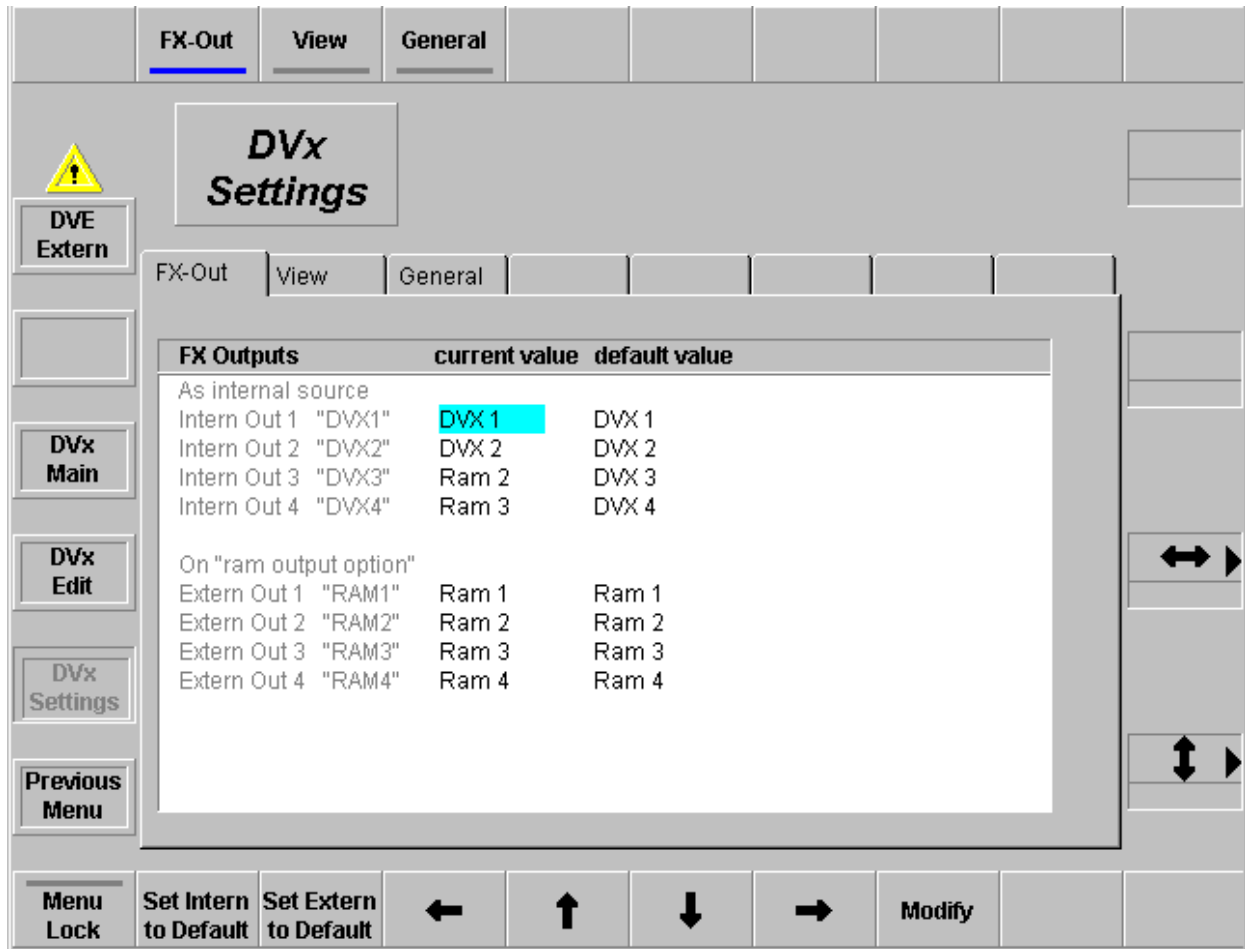 FX-Out View General
DVx
Settings
DVE
Extern
FX-Out View General
FX Outputs current value default value
As internal source
Intern Out 1 "DVX1" DVX 1 DVX 1
Intern Out 2 "DVX2" DVX 2 DVX 2
Intern Out 3 "DVX3" Ram 2 DVX 3
Intern Out 4 "DVX4" Ram 3 DVX 4
On "ram output option"
Extern Out 1 "RAM1" Ram 1 Ram 1
Extern Out 2 "RAM2" Ram 2 Ram 2
Extern Out 3 "RAM3" Ram 3 Ram 3
Extern Out 4 "RAM4" Ram 4 Ram 4
DVx
Main
DVx
Edit
DVx
Settings
Previous
Menu
Menu
Lock
Set Intern
to Default
Set Extern
to Default
Modify